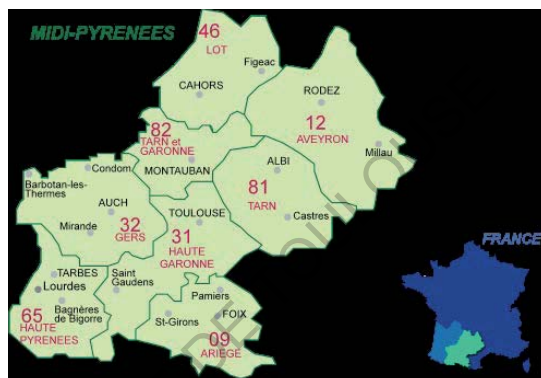 MIDI-PYRENEES
46
LOT
Figeac
CAHORS
RODEZ
12
AVEYRON
Millau
82
TARN et
GARONNE
MONTAUBAN
ALBI
81
TARN
Castres
Condom
Barbotan-les-
Thermes
AUCH
32
GERS
Mirande
TOULOUSE
31
HAUTE
GARONNE
FRANCE
TARBES
Lourdes
Bagnères
de Bigorre
65
HAUTE
PYRENEES
Saint
Gaudens
Pamiers
St-Girons
FOIX
09
ARIEGE